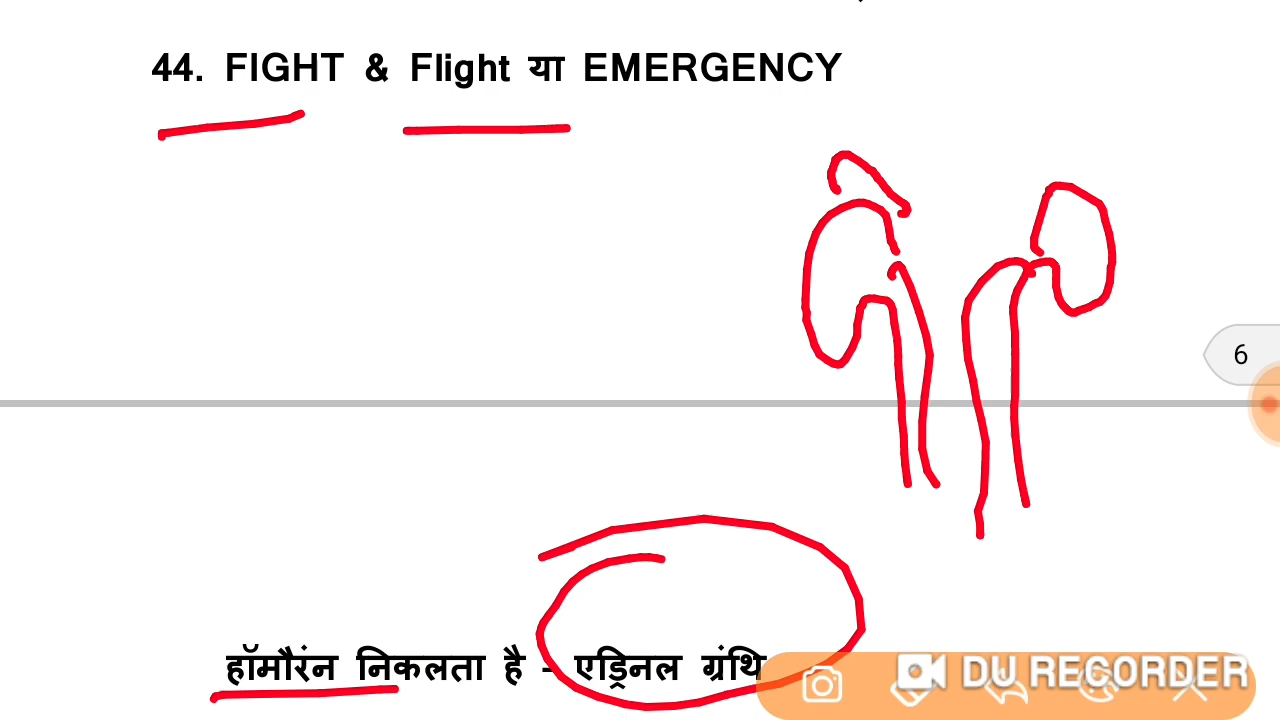 44. FIGHT & Flight या EMERGENCY
6
हॉमौरंन निकलता है - एड्रिनल ग्रंथि
DU RECORDER